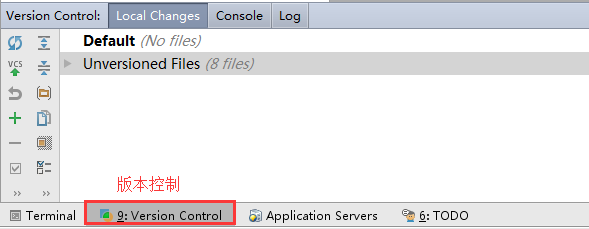 Version Control: Local Changes Console Log
Default (No files)
Unversioned Files (8 files)
VCS
版本控制
Terminal 9: Version Control Application Servers 6: TODO